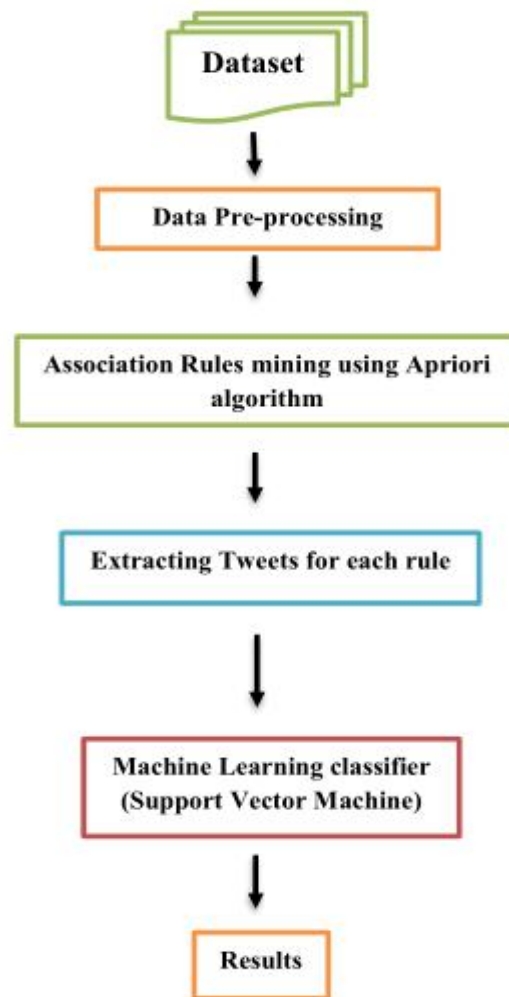 Dataset
Data Pre-processing
Association Rules mining using Apriori
algorithm
Extracting Tweets for each rule
Machine Learning classifier
(Support Vector Machine)
Results